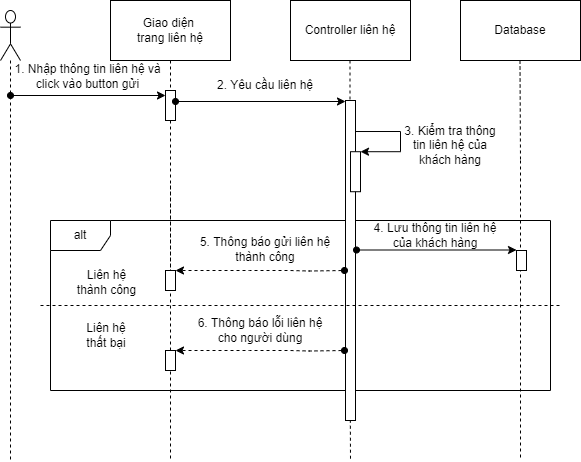 Giao diện
trang liên hệ
Controller liên hệ
Database
1. Nhập thông tin liên hệ và
click vào button gửi
2. Yêu cầu liên hệ
3. Kiểm tra thông
tin liên hệ của
khách hàng
alt
4. Lưu thông tin liên hệ
của khách hàng
5. Thông báo gửi liên hệ
thành công
Liên hệ
thành công
6. Thông báo lỗi liên hệ
cho người dùng
Liên hệ
thất bại